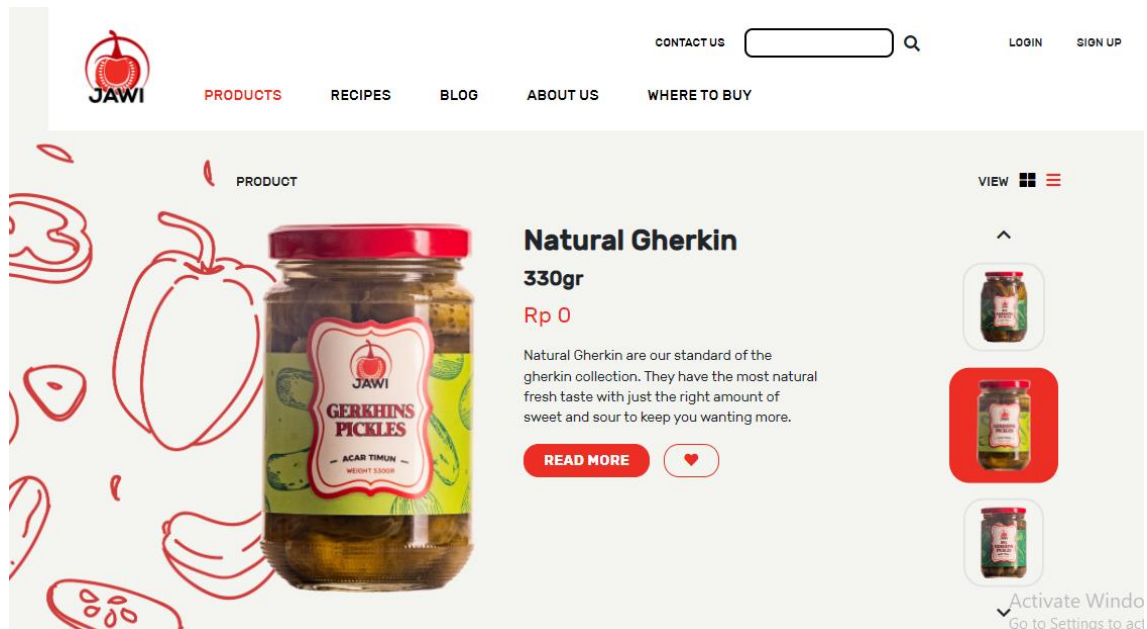 CONTACT US
LOGIN
SIGN UP
JAWI
PRODUCTS
RECIPES
BLOG
ABOUT US
WHERE TO BUY
PRODUCT
VIEW
Natural Gherkin
330gr
Rp 0
Natural Gherkin are our standard of the
gherkin collection. They have the most natural
fresh taste with just the right amount of
sweet and sour to keep you wanting more.
READ MORE
JAWI
GERKHINS
PICKLES
ACAR TIMUN
WEIGHT 330GR
Activate Windo
Go to Settings to act